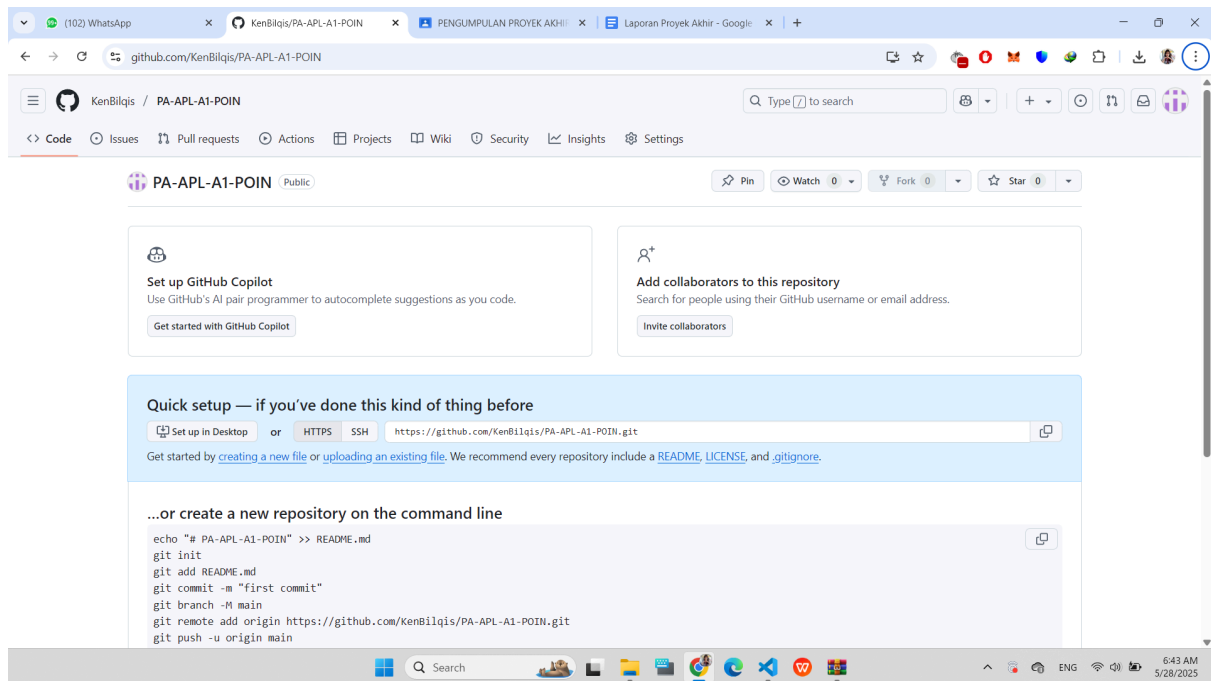 (102) WhatsApp
KenBilqis/PA-APL-A1-POIN
PENGUMPULAN PROYEK AKHI
Laporan Proyek Akhir - Google
github.com/KenBilqis/PA-APL-A1-POIN
KenBilqis / PA-APL-A1-POIN
Type / to search
Code Issues Pull requests Actions Projects Wiki Security Insights Settings
PA-APL-A1-POIN Public
Pin Watch 0 Fork 0 Star 0
Set up GitHub Copilot
Use GitHub's AI pair programmer to autocomplete suggestions as you code.
Get started with GitHub Copilot
Add collaborators to this repository
Search for people using their GitHub username or email address.
Invite collaborators
Quick setup — if you've done this kind of thing before
Set up in Desktop or HTTPS SSH https://github.com/KenBilqis/PA-APL-A1-POIN.git
Get started by creating a new file or uploading an existing file. We recommend every repository include a README, LICENSE, and .gitignore.
...or create a new repository on the command line
echo "# PA-APL-A1-POIN" >> README.md
git init
git add README.md
git commit -m "first commit"
git branch -M main
git remote add origin https://github.com/KenBilqis/PA-APL-A1-POIN.git
git push -u origin main
Search
ENG
6:43 AM
5/28/2025